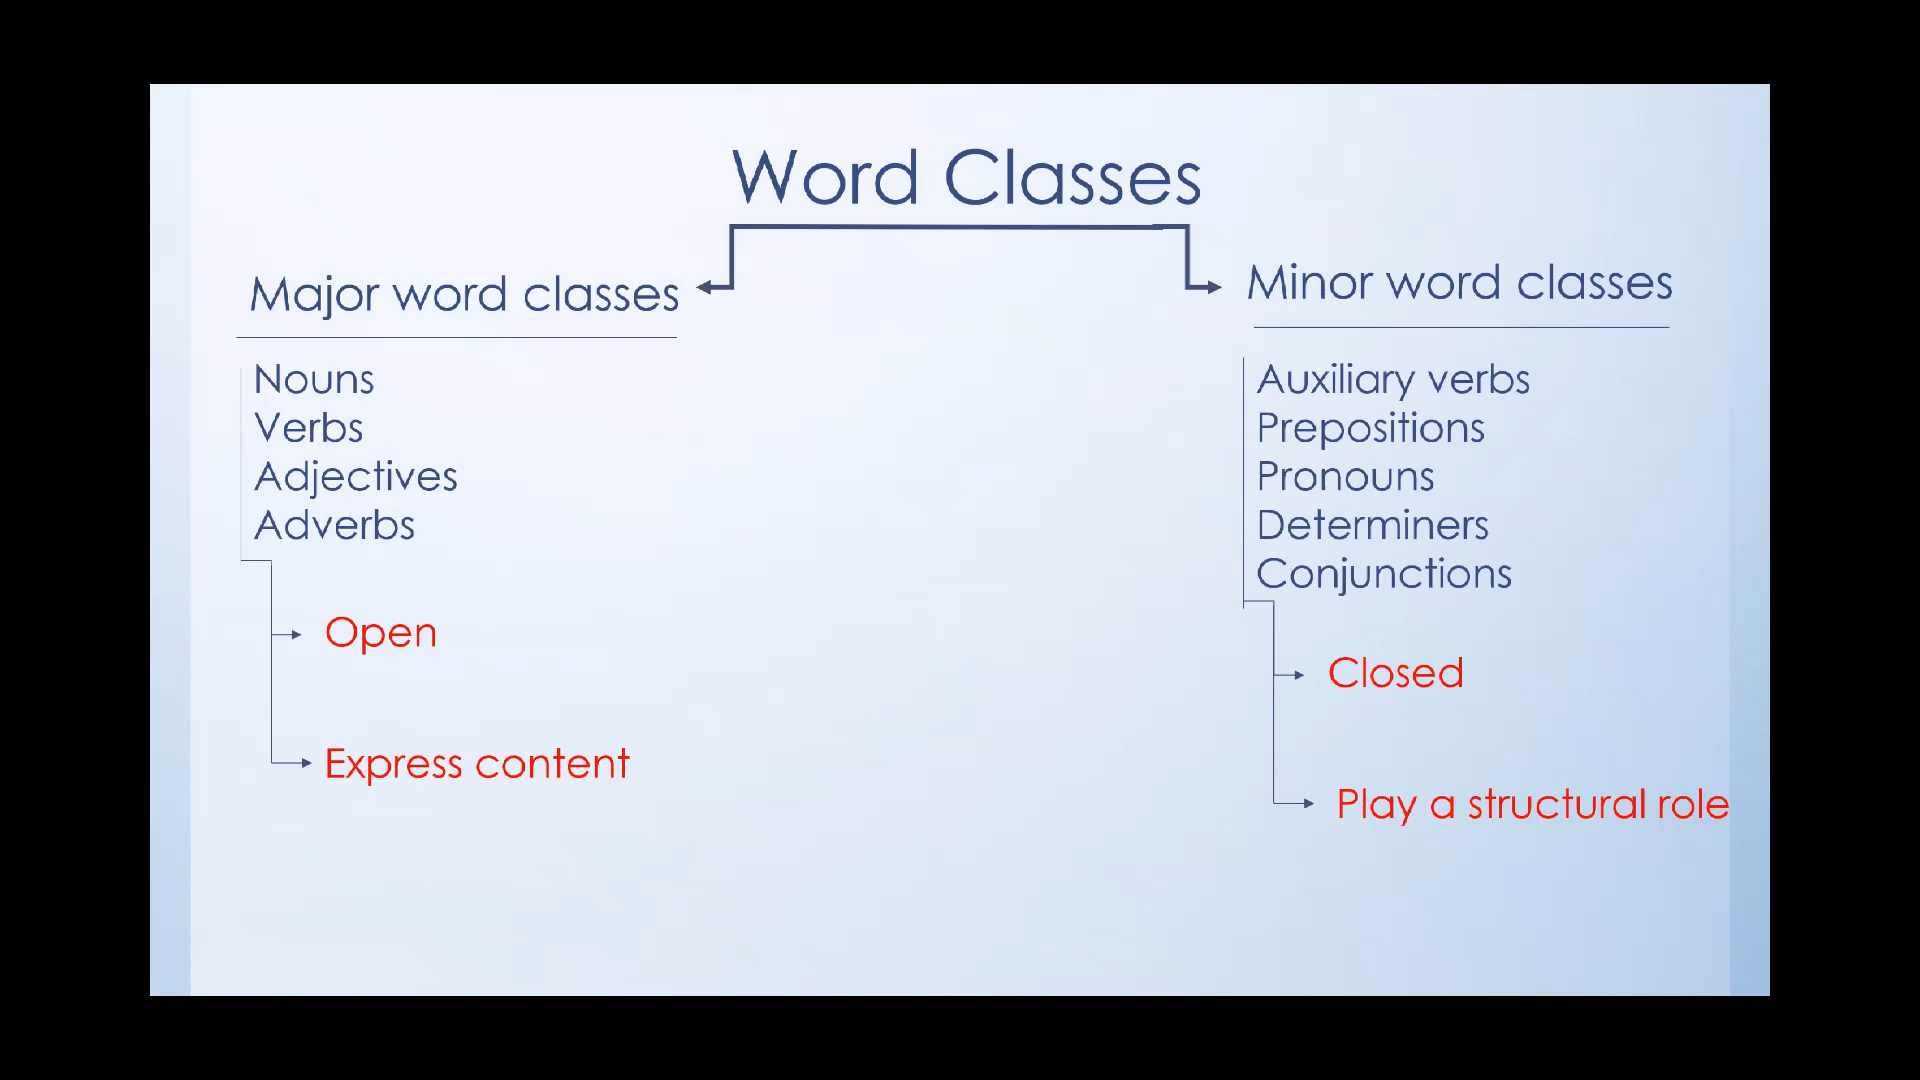 Word Classes
Major word classes
Nouns
Verbs
Adjectives
Adverbs
Open
Express content
Minor word classes
Auxiliary verbs
Prepositions
Pronouns
Determiners
Conjunctions
Closed
Play a structural role